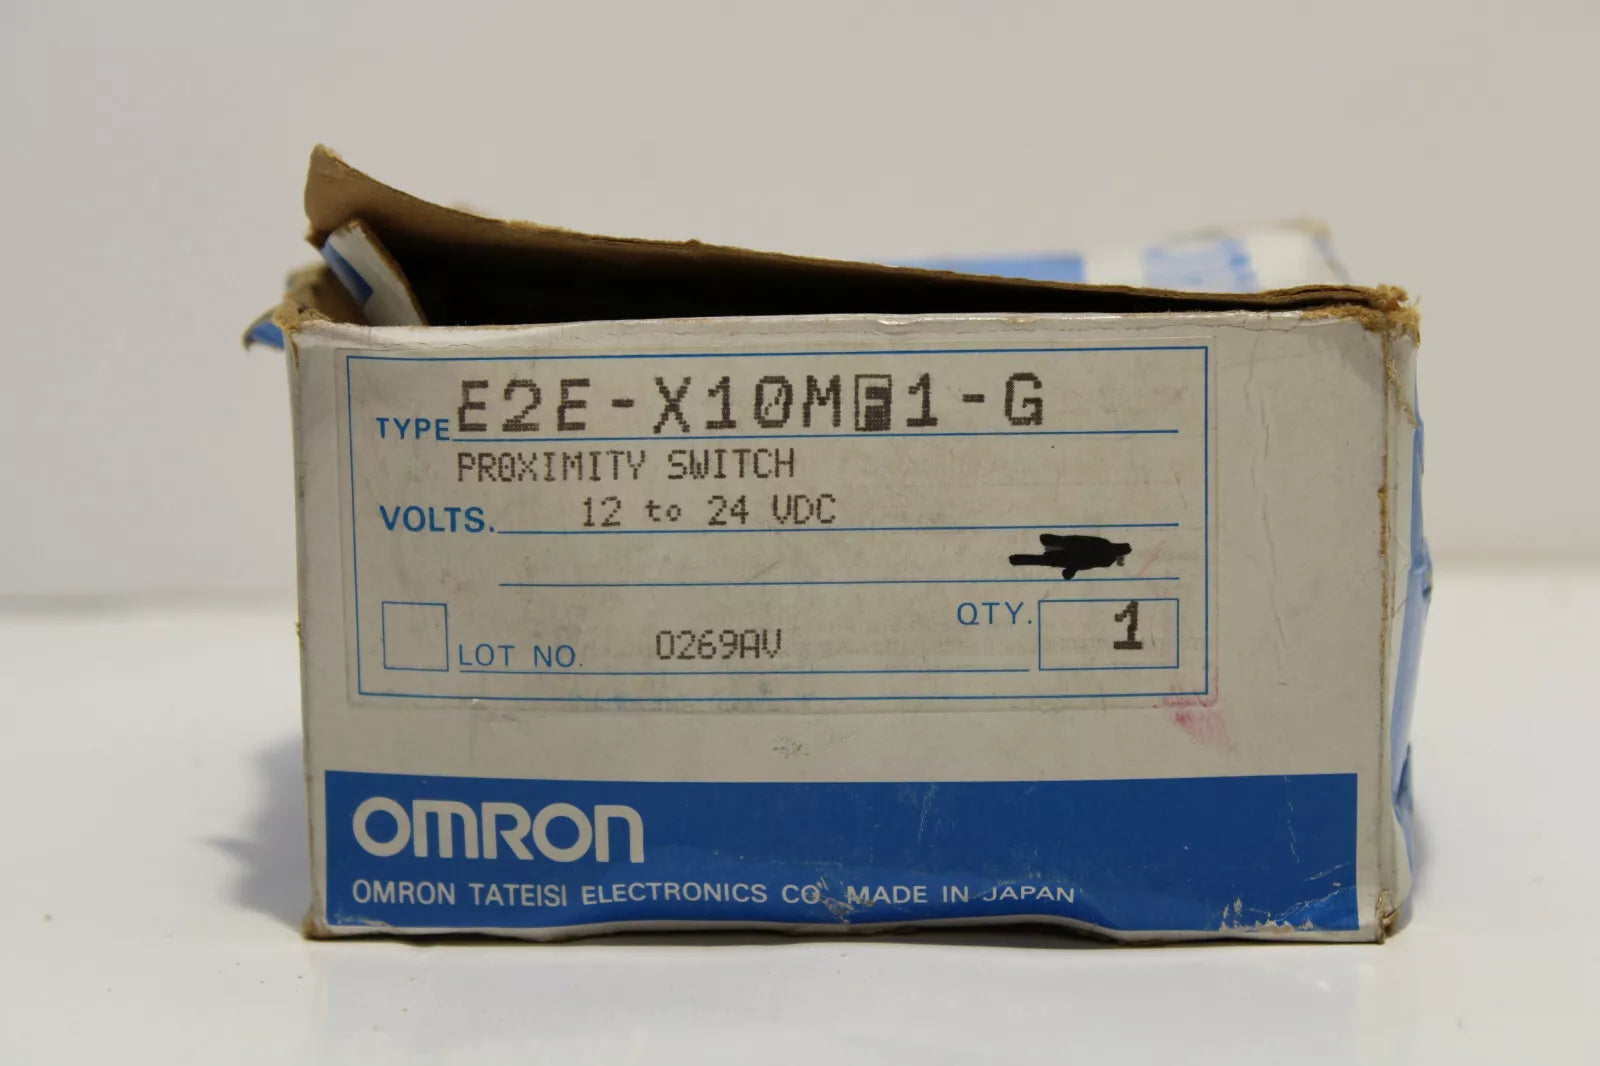 TYPE E2E-X10MF1-G
PROXIMITY SWITCH
VOLTS. 12 to 24 VDC
QTY. 1
LOT NO. 0269AV
OMRON
OMRON TATEISI ELECTRONICS CO. MADE IN JAPAN